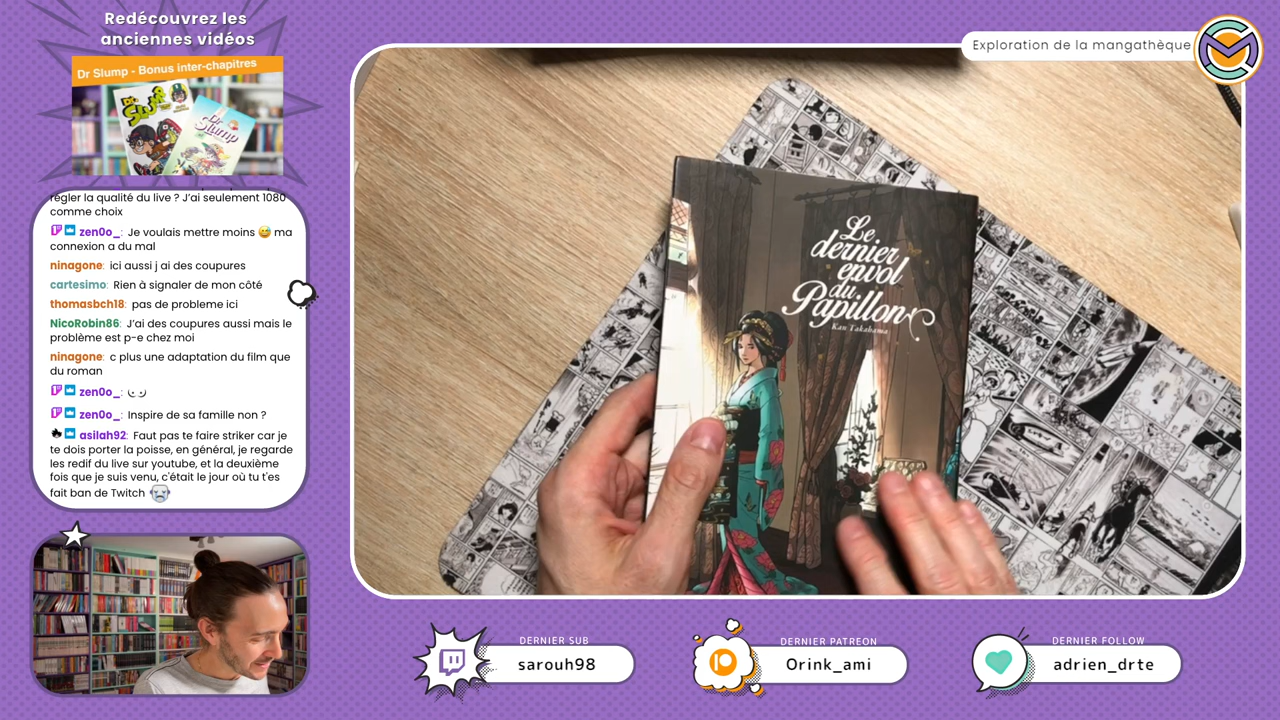 Redécouvrez les
anciennes vidéos
Dr Slump - Bonus inter-chapitres
Dr SLUMP
Dr Slump
régler la qualité du live ? J'ai seulement 1080
comme choix
zen0o_: Je voulais mettre moins 😅 ma
connexion a du mal
ninagone: ici aussi j ai des coupures
cartesimo: Rien à signaler de mon côté
thomasbch18: pas de probleme ici
NicoRobin86: J'ai des coupures aussi mais le
problème est p-e chez moi
ninagone: c plus une adaptation du film que
du roman
zen0o_:
zen0o_: Inspire de sa famille non ?
asilah92: Faut pas te faire striker car je
te dois porter la poisse, en général, je regarde
les redif du live sur youtube, et la deuxième
fois que je suis venu, c'était le jour où tu t'es
fait ban de Twitch
Exploration de la mangathèque
Le
dernier
envol
du
Papillon
Kan Takahama
DERNIER SUB
sarouh98
DERNIER PATREON
Orink_ami
DERNIER FOLLOW
adrien_drte